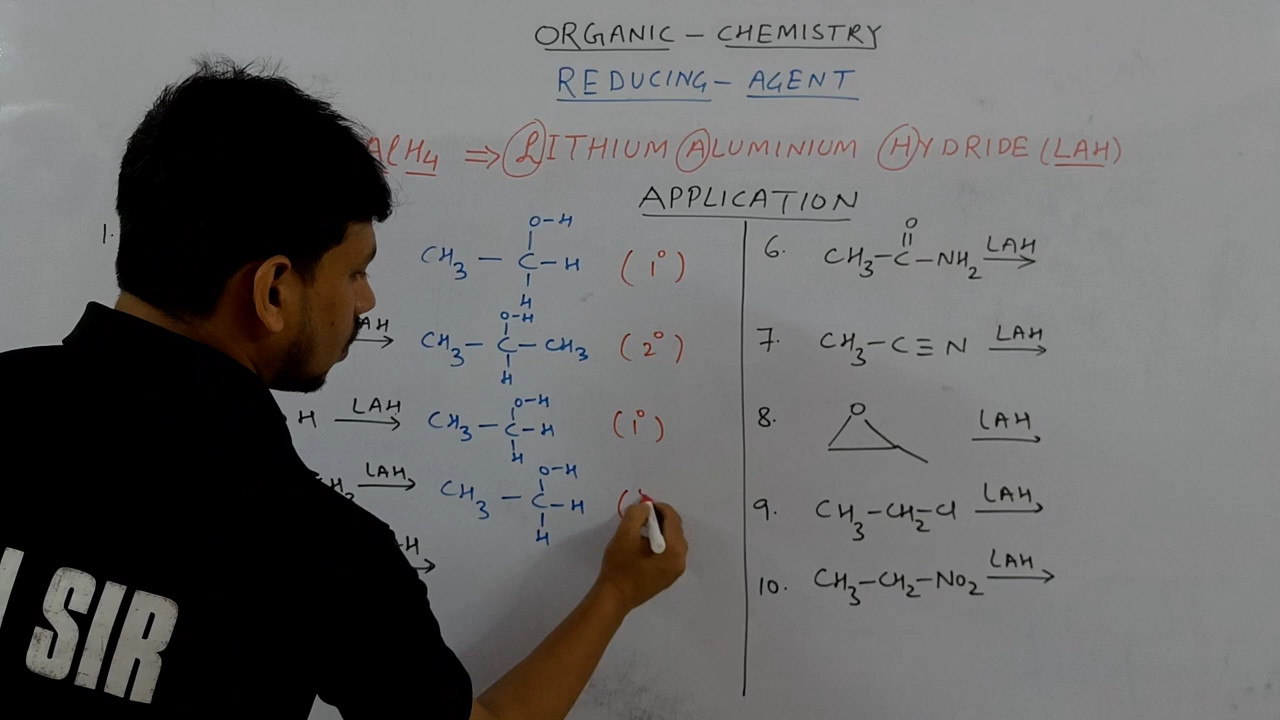 ORGANIC - CHEMISTRY
REDUCING - AGENT
AlH4 ⇒ LITHIUM ALUMINIUM HYDRIDE (LAH)
APPLICATION
1.
O-H
CH3 - C - H (1°)
H
AH
O-H
CH3 - C - CH3 (2°)
H
H LAH
O-H
CH3 - C - H (1°)
H
LAH
O-H
CH3 - C - H (
H
H
6. CH3-C-NH2 LAH
O
7. CH3-C≡N LAH
8. O LAH
9. CH3-CH2-Cl LAH
10. CH3-CH2-NO2 LAH
SIR